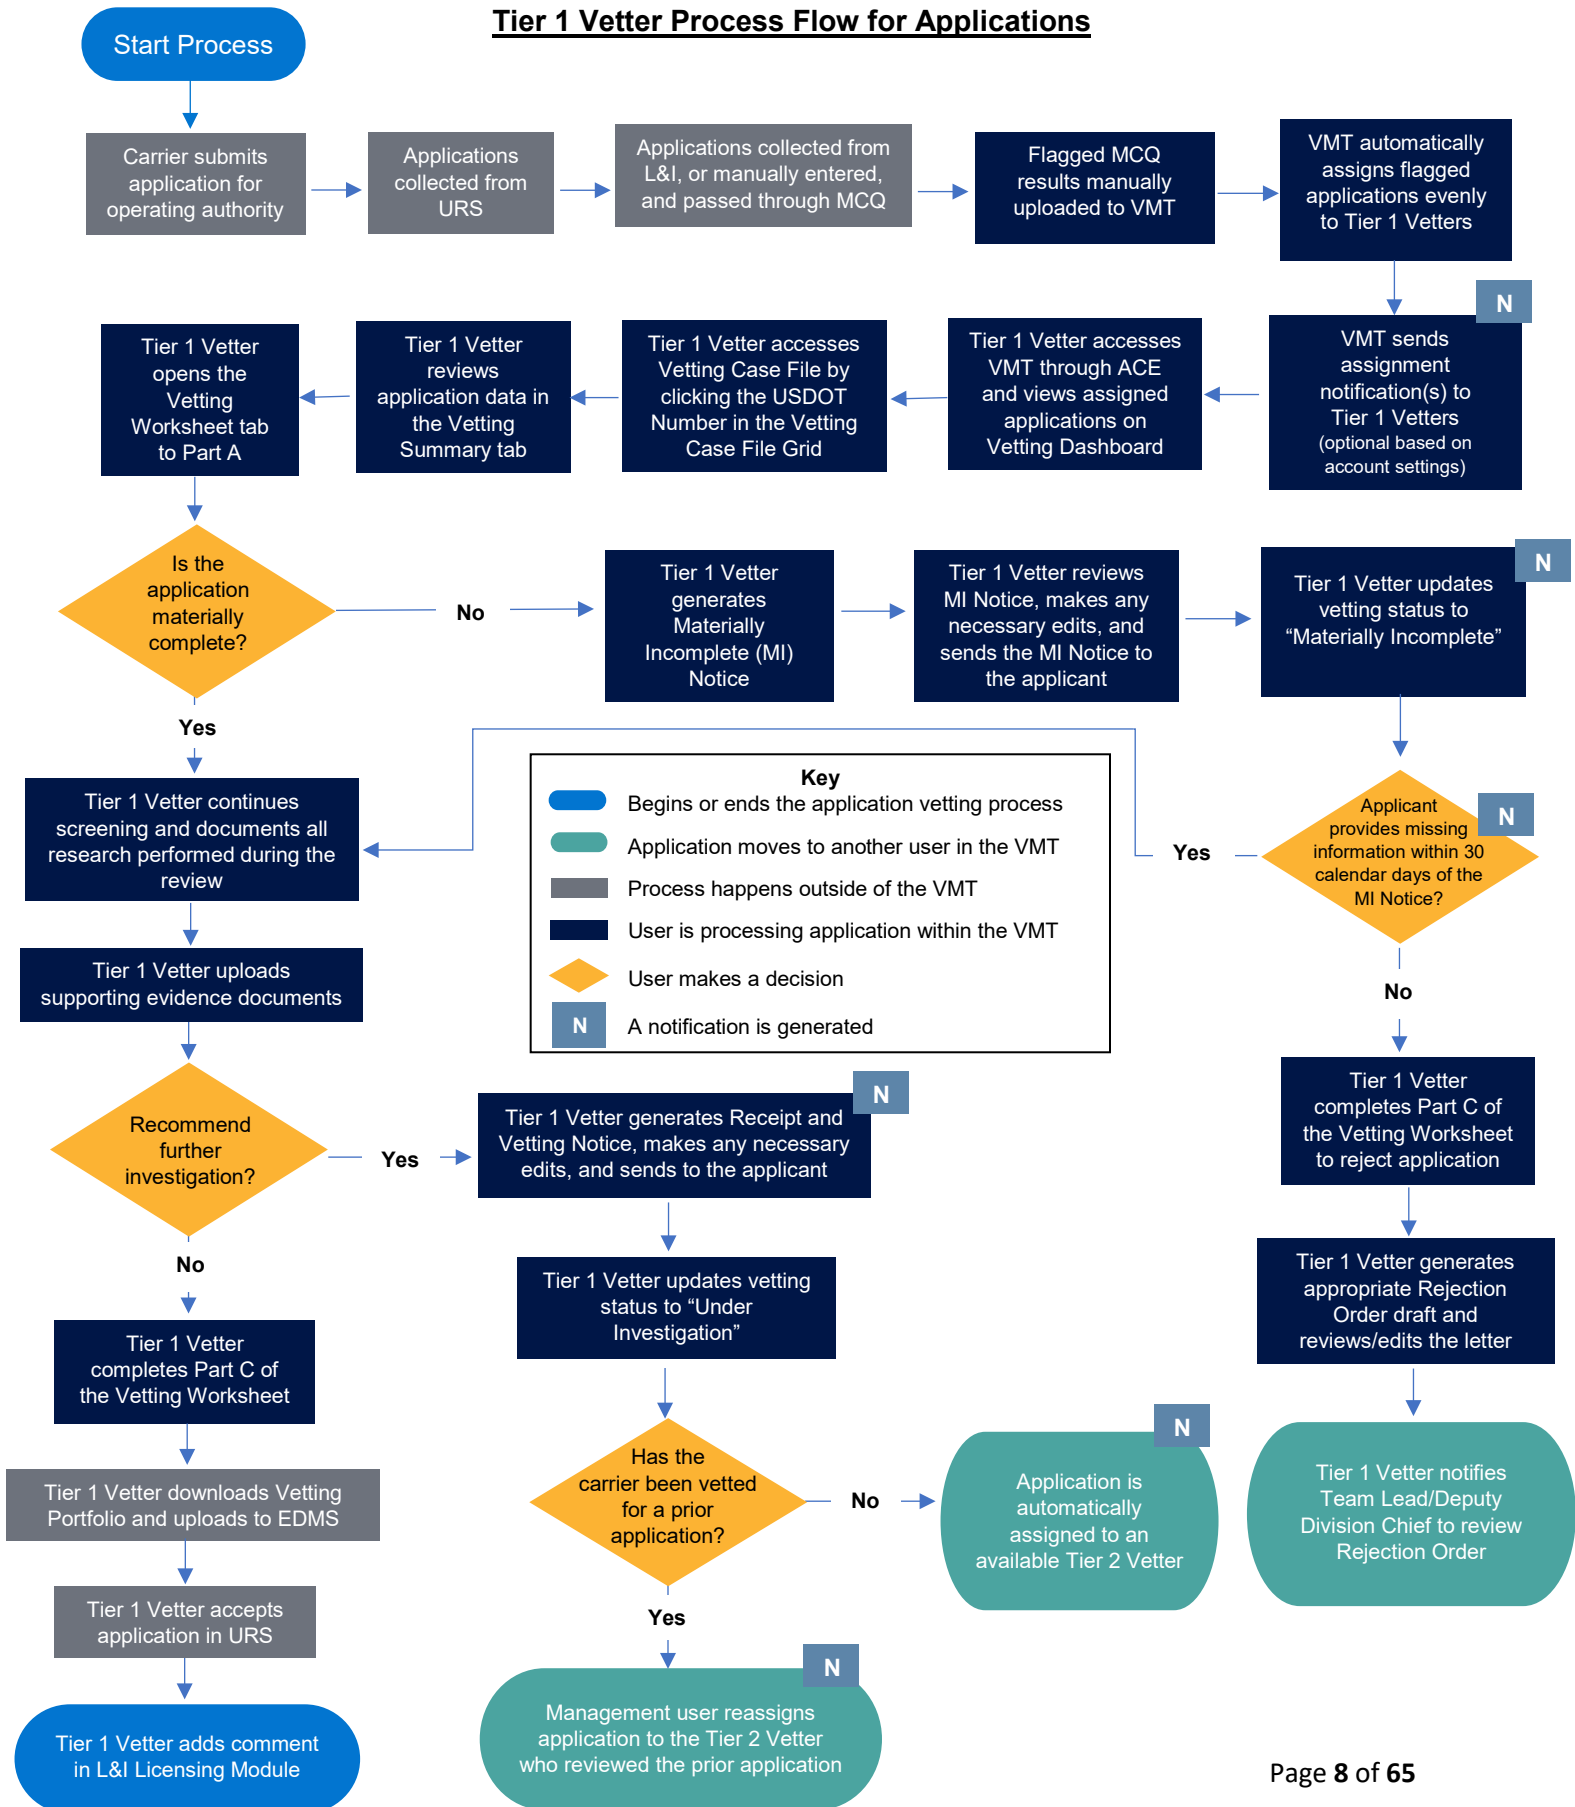 Tier 1 Vetter Process Flow for Applications
Start Process
Carrier submits
application for
operating authority
Applications
collected from
URS
Applications collected from
L&I, or manually entered,
and passed through MCQ
Flagged MCQ
results manually
uploaded to VMT
VMT automatically
assigns flagged
applications evenly
to Tier 1 Vetters
N
VMT sends
assignment
notification(s) to
Tier 1 Vetters
(optional based on
account settings)
Tier 1 Vetter accesses
VMT through ACE
and views assigned
applications on
Vetting Dashboard
Tier 1 Vetter accesses
Vetting Case File by
clicking the USDOT
Number in the Vetting
Case File Grid
Tier 1 Vetter
reviews
application data in
the Vetting
Summary tab
Tier 1 Vetter
opens the
Vetting
Worksheet tab
to Part A
Is the
application
materially
complete?
No
Tier 1 Vetter
generates
Materially
Incomplete (MI)
Notice
Tier 1 Vetter reviews
MI Notice, makes any
necessary edits, and
sends the MI Notice to
the applicant
N
Tier 1 Vetter updates
vetting status to
“Materially Incomplete”
Yes
Key
Begins or ends the application vetting process
Application moves to another user in the VMT
Process happens outside of the VMT
User is processing application within the VMT
User makes a decision
N
A notification is generated
N
Applicant
provides missing
information within 30
calendar days of the
MI Notice?
Yes
No
Tier 1 Vetter continues
screening and documents all
research performed during the
review
Tier 1 Vetter uploads
supporting evidence documents
Recommend
further
investigation?
Yes
N
Tier 1 Vetter generates Receipt and
Vetting Notice, makes any necessary
edits, and sends to the applicant
Tier 1 Vetter
completes Part C of
the Vetting Worksheet
to reject application
No
Tier 1 Vetter updates vetting
status to “Under
Investigation”
Tier 1 Vetter generates
appropriate Rejection
Order draft and
reviews/edits the letter
Tier 1 Vetter
completes Part C of
the Vetting Worksheet
Has the
carrier been vetted
for a prior
application?
No
N
Application is
automatically
assigned to an
available Tier 2 Vetter
Tier 1 Vetter notifies
Team Lead/Deputy
Division Chief to review
Rejection Order
Tier 1 Vetter downloads Vetting
Portfolio and uploads to EDMS
Tier 1 Vetter accepts
application in URS
Yes
N
Management user reassigns
application to the Tier 2 Vetter
who reviewed the prior application
Tier 1 Vetter adds comment
in L&I Licensing Module
Page 8 of 65